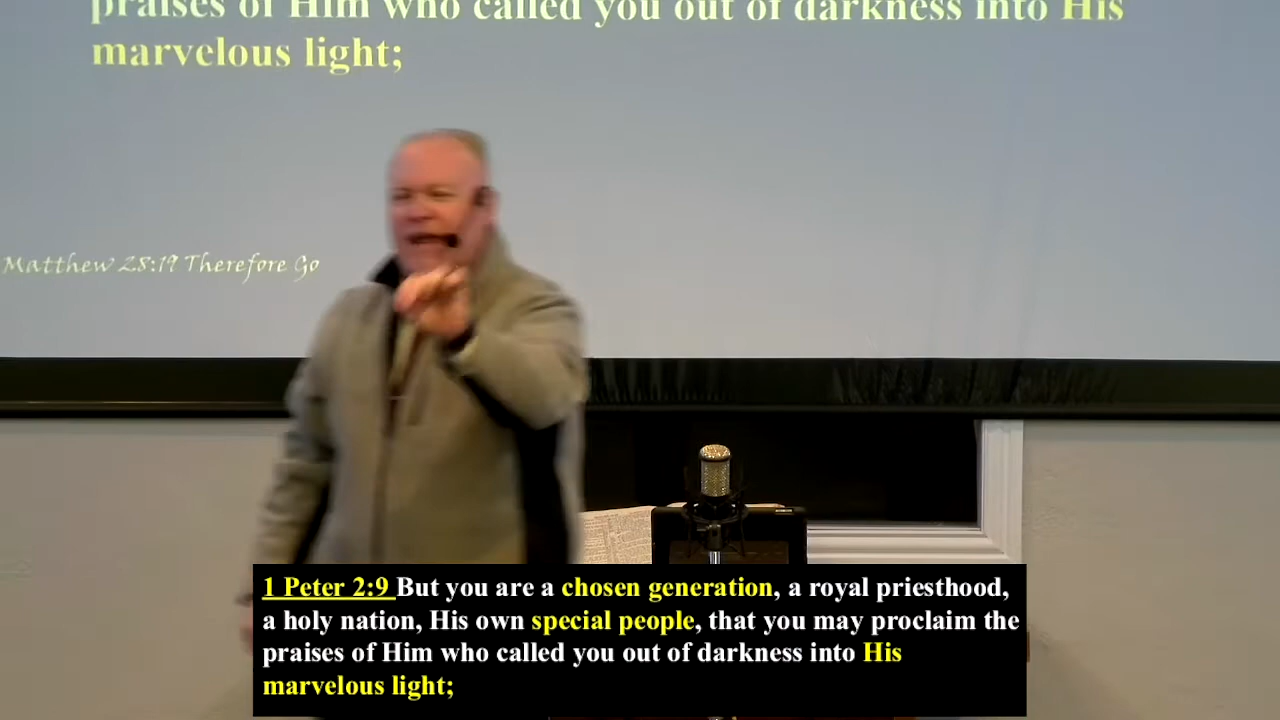 praises of Him who called you out of darkness into His
marvelous light;
Matthew 28:19 Therefore Go
1 Peter 2:9 But you are a chosen generation, a royal priesthood,
a holy nation, His own special people, that you may proclaim the
praises of Him who called you out of darkness into His
marvelous light;